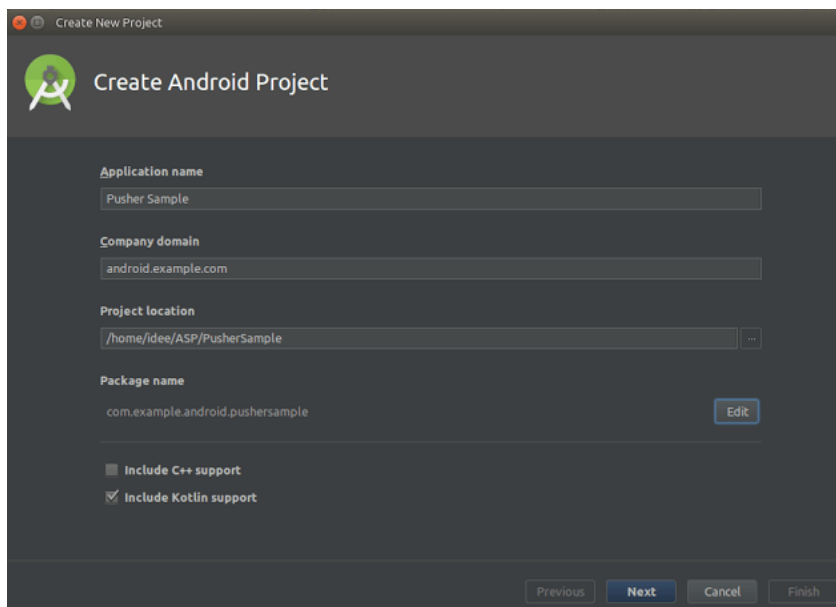 Create New Project
Create Android Project
Application name
Pusher Sample
Company domain
android.example.com
Project location
/home/idee/ASP/PusherSample
...
Package name
com.example.android.pushersample
Edit
Include C++ support
Include Kotlin support
Previous Next Cancel Finish